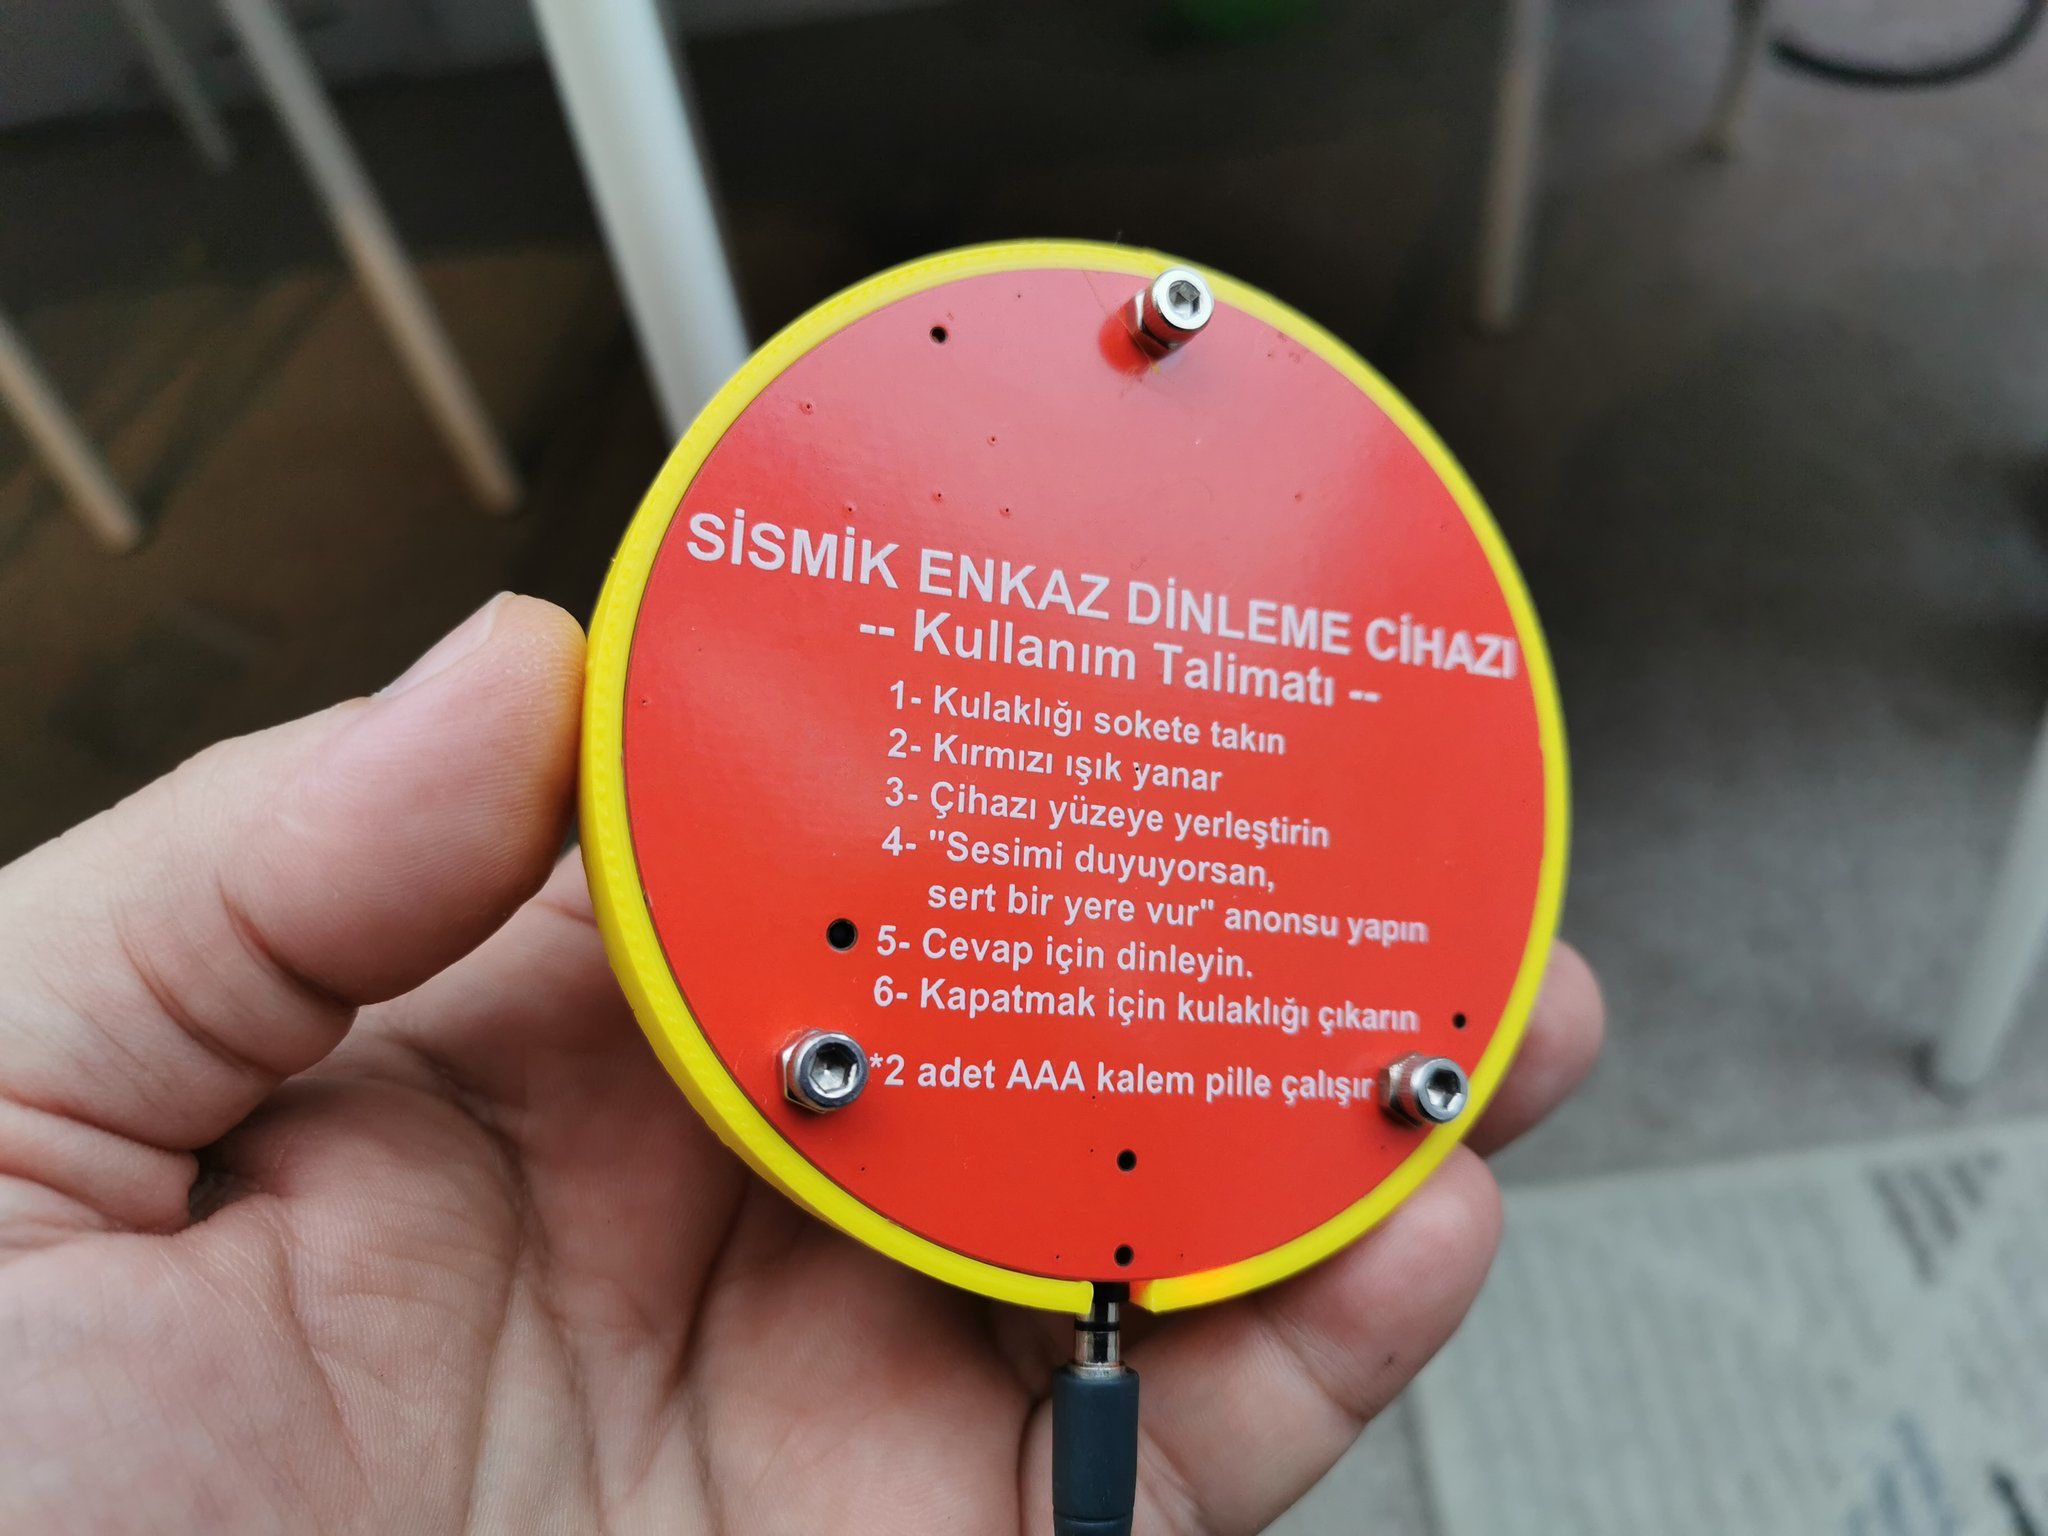 SİSMİK ENKAZ DİNLEME CİHAZI
-- Kullanım Talimatı --
1- Kulaklığı sokete takın
2- Kırmızı ışık yanar
3- Çihazı yüzeye yerleştirin
4- "Sesimi duyuyorsan,
sert bir yere vur" anonsu yapın
5- Cevap için dinleyin.
6- Kapatmak için kulaklığı çıkarın
*2 adet AAA kalem pille çalışır